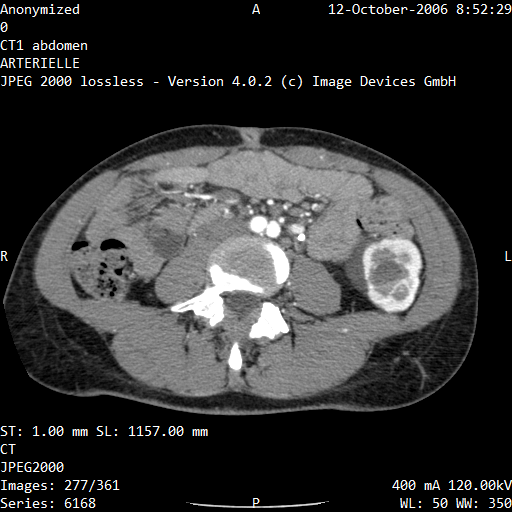 Anonymized A 12-October-2006 8:52:29
0
CT1 abdomen
ARTERIELLE
JPEG 2000 lossless - Version 4.0.2 (c) Image Devices GmbH
R L
ST: 1.00 mm SL: 1157.00 mm
CT
JPEG2000
Images: 277/361 400 mA 120.00kV
Series: 6168 P WL: 50 WW: 350